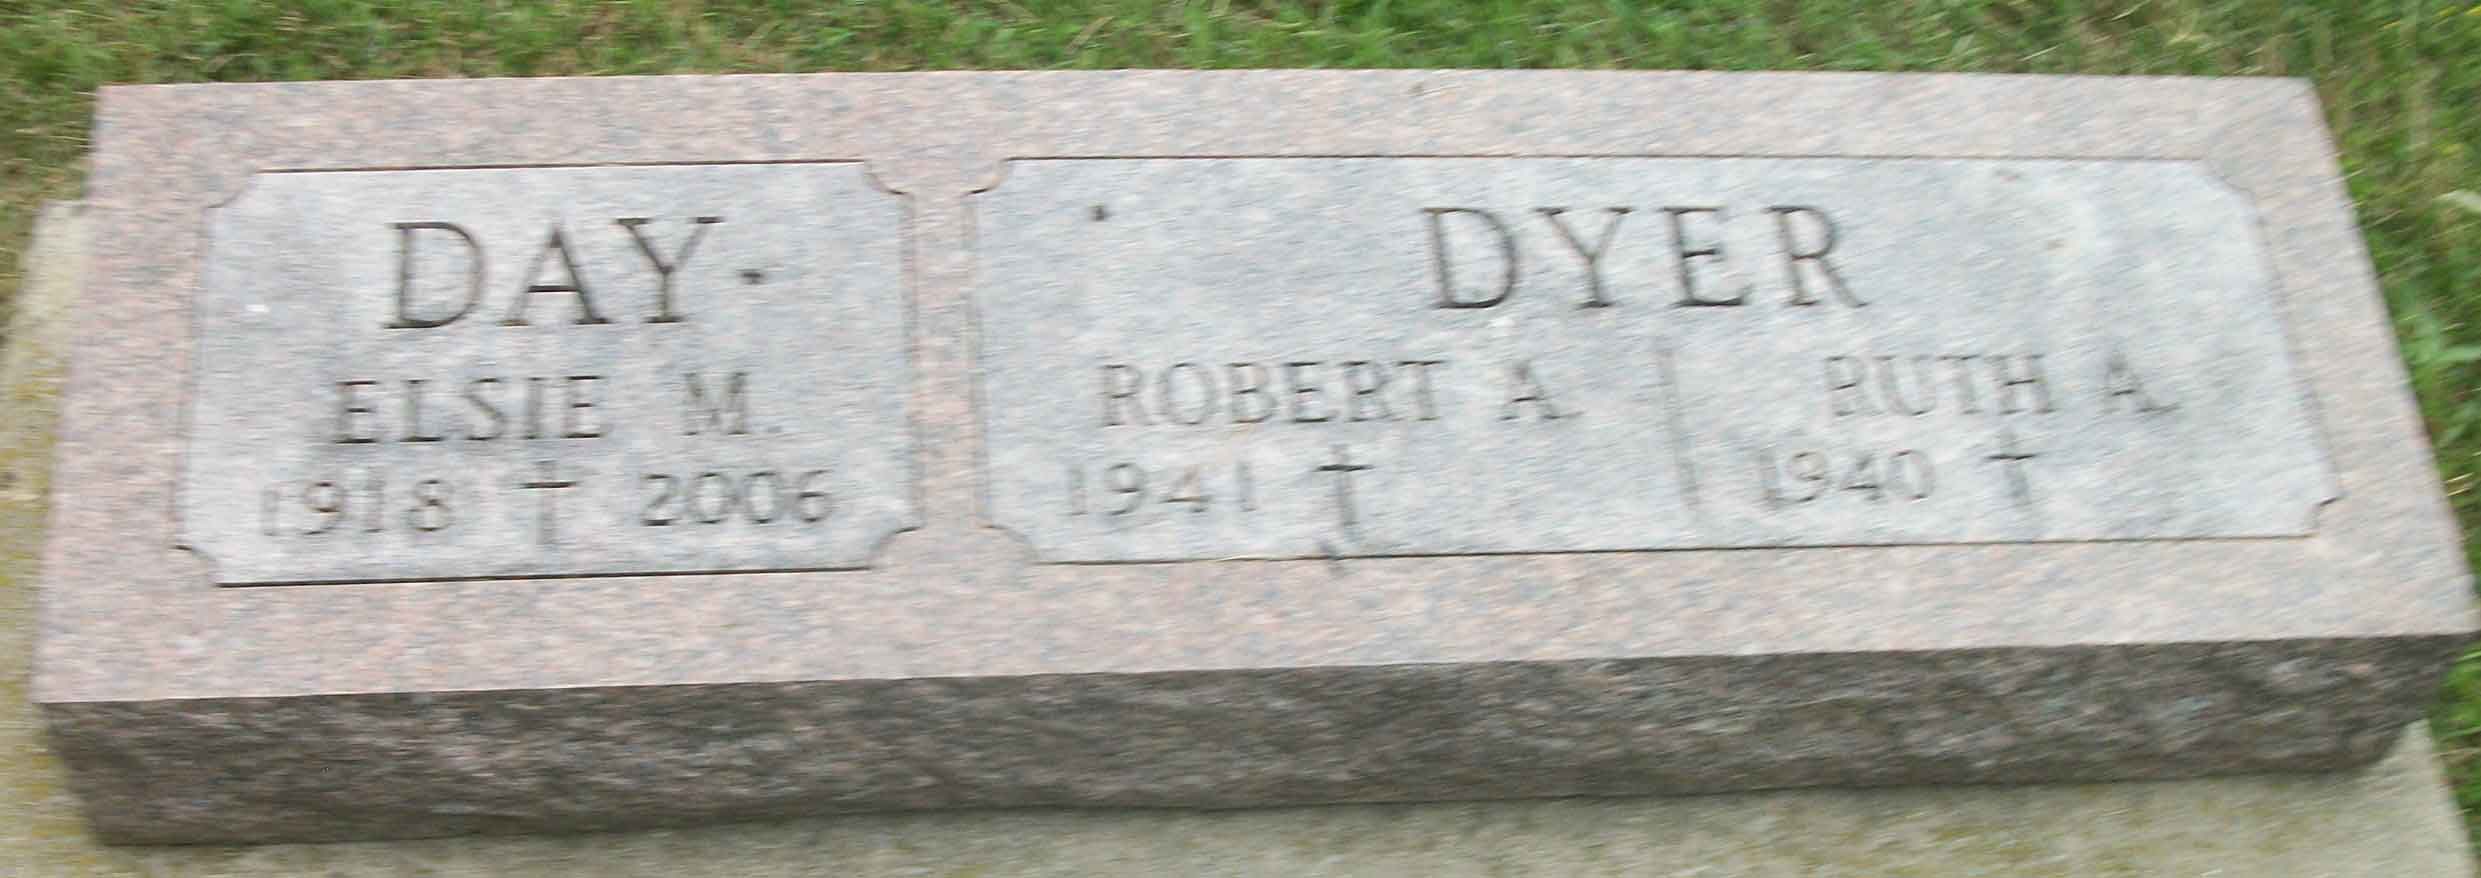 DAY
ELSIE M.
1918 † 2006
DYER
ROBERT A.
1941 †
RUTH A.
1940 †